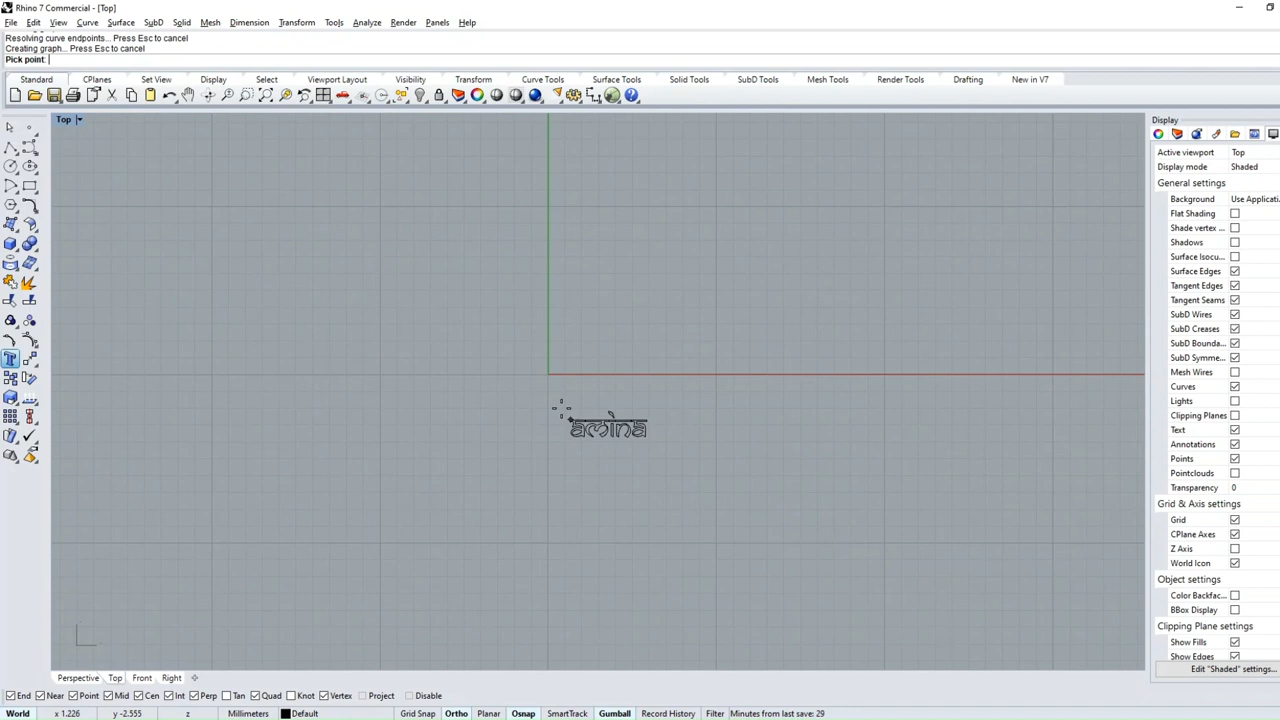 Rhino 7 Commercial - [Top]
File Edit View Curve Surface SubD Solid Mesh Dimension Transform Tools Analyze Render Panels Help
Resolving curve endpoints... Press Esc to cancel
Creating graph... Press Esc to cancel
Pick point:
Standard CPlanes Set View Display Select Viewport Layout Visibility Transform Curve Tools Surface Tools Solid Tools SubD Tools Mesh Tools Render Tools Drafting New in V7
Top
Display
Active viewport Top
Display mode Shaded
General settings
Background Use Applicati...
Flat Shading
Shade vertex ...
Shadows
Surface Isocu...
Surface Edges
Tangent Edges
Tangent Seams
SubD Wires
SubD Creases
SubD Bounda...
SubD Symme...
Mesh Wires
Curves
Lights
Clipping Planes
Text
Annotations
Points
Pointclouds
Transparency 0
Grid & Axis settings
Grid
CPlane Axes
Z Axis
World Icon
Object settings
Color Backfac...
BBox Display
Clipping Plane settings
Show Fills
Show Edges
Edit "Shaded" settings...
amina
Perspective Top Front Right
End Near Point Mid Cen Int Perp Tan Quad Knot Vertex Project Disable
World x 1.226 y -2.555 z Millimeters Default Grid Snap Ortho Planar Osnap SmartTrack Gumball Record History Filter Minutes from last save: 29